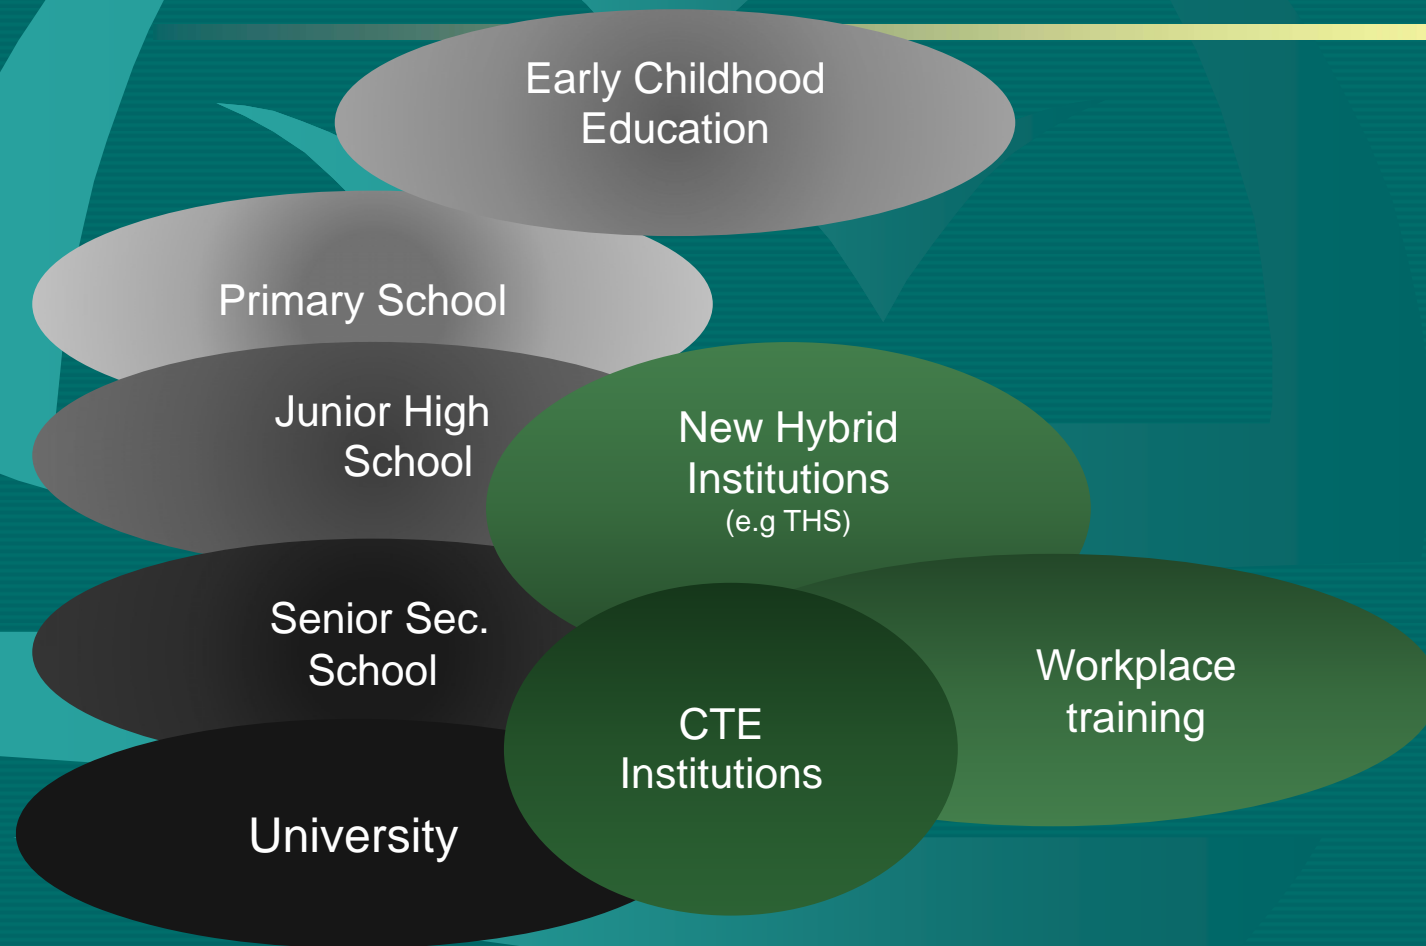 Early Childhood
Education
Primary School
Junior High
School
New Hybrid
Institutions
(e.g THS)
Senior Sec.
School
Workplace
training
CTE
Institutions
University